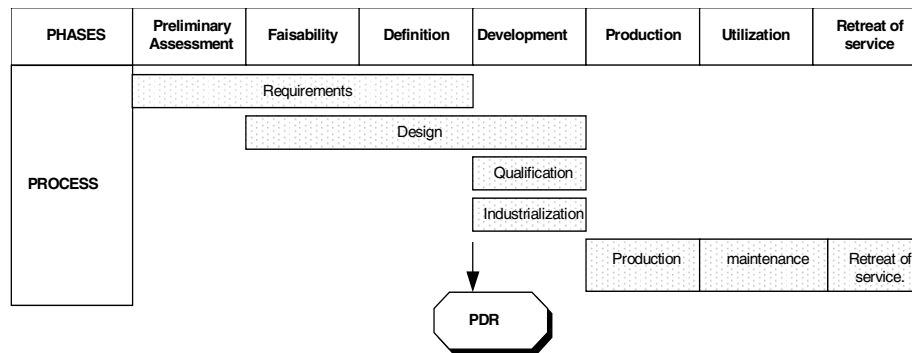 PHASES
Preliminary
Assessment
Faisability
Definition
Development
Production
Utilization
Retreat of
service
PROCESS
Requirements
Design
Qualification
Industrialization
Production
maintenance
Retreat of
service.
PDR